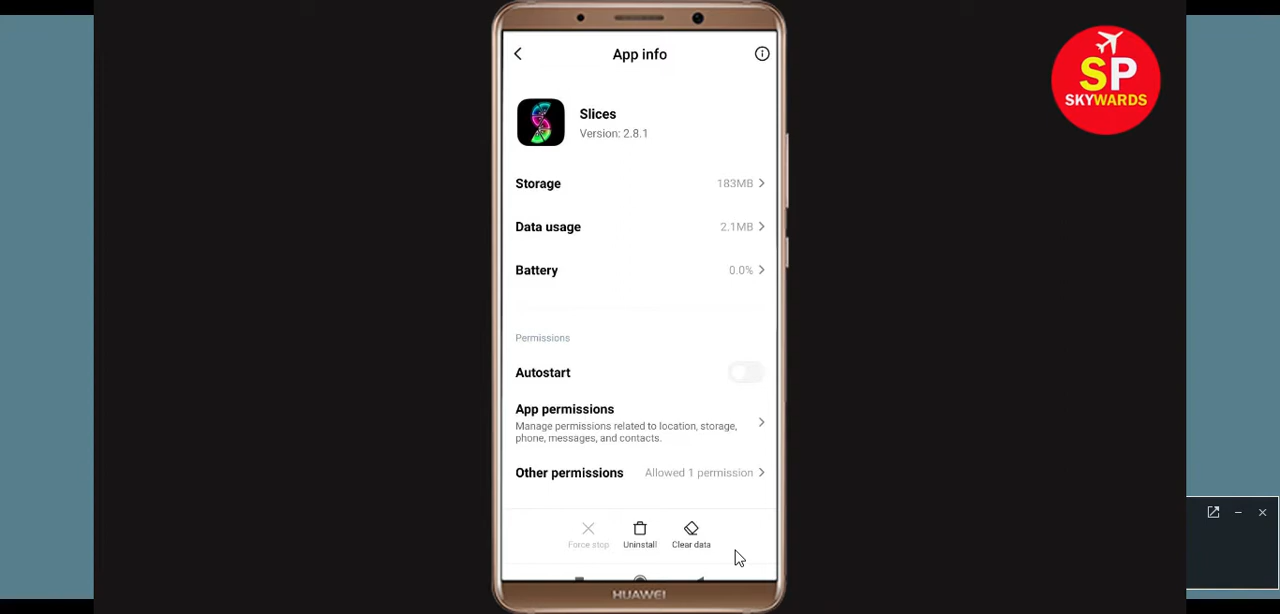 App info
SP
SKYWARDS
Slices
Version: 2.8.1
Storage 183MB
Data usage 2.1MB
Battery 0.0%
Permissions
Autostart
App permissions
Manage permissions related to location, storage,
phone, messages, and contacts.
Other permissions Allowed 1 permission
Force stop Uninstall Clear data
HUAWEI